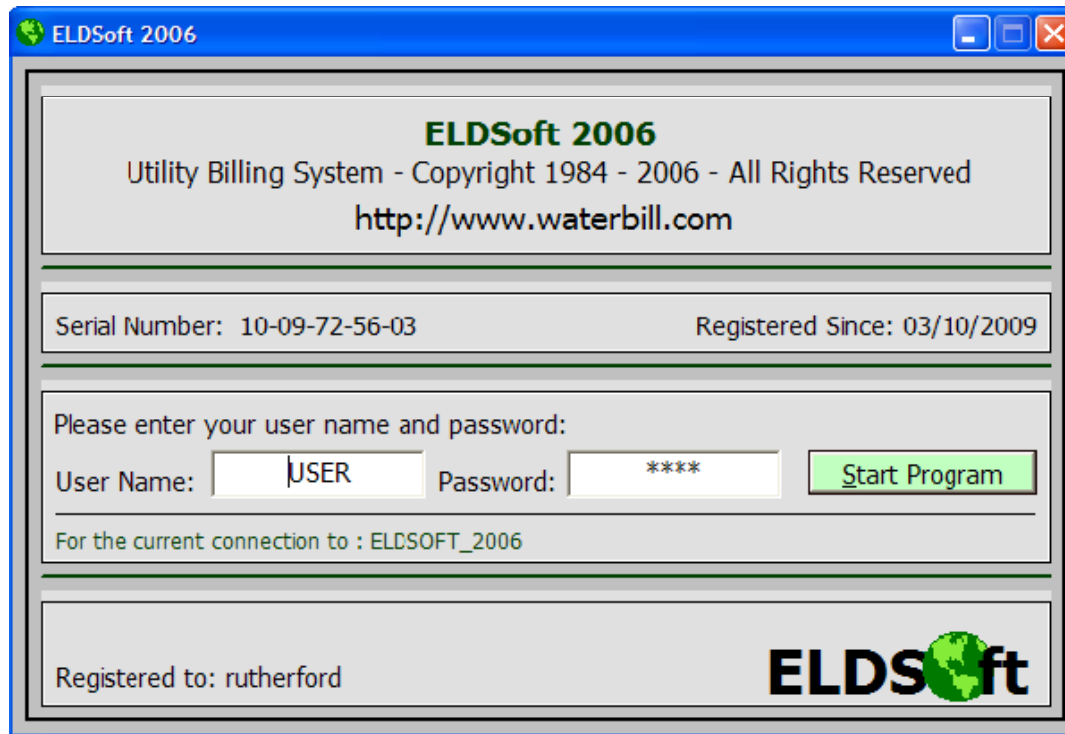 ELDSoft 2006
ELDSoft 2006
Utility Billing System - Copyright 1984 - 2006 - All Rights Reserved
http://www.waterbill.com
Serial Number: 10-09-72-56-03 Registered Since: 03/10/2009
Please enter your user name and password:
User Name: USER Password: **** Start Program
For the current connection to : ELDSOFT_2006
Registered to: rutherford ELDSoft